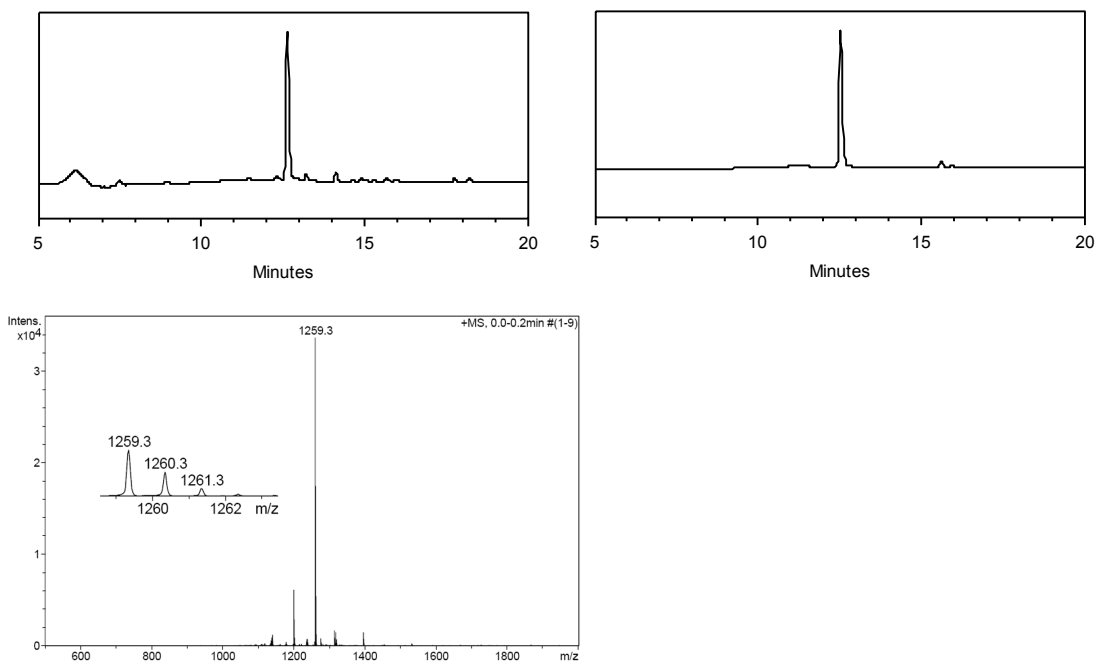 5 10 15 20
Minutes
5 10 15 20
Minutes
Intens.
x10⁴
+MS, 0.0-0.2min #(1-9)
1259.3
3
2
1
0
1259.3
1260.3
1261.3
1260 1262 m/z
600 800 1000 1200 1400 1600 1800 m/z